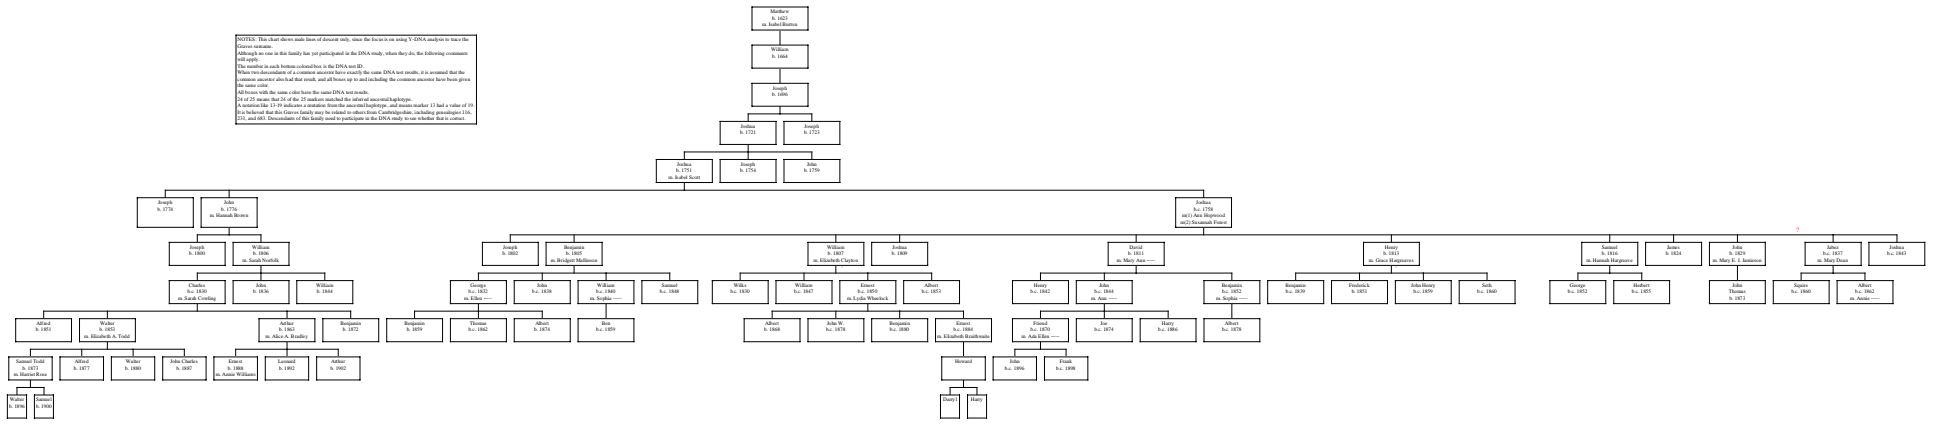 Matthew
b. 1623
m. Isabel Burton
NOTES: This chart shows male lines of descent only, since the focus is on using Y-DNA analysis to trace the
Graves surname.
Although no one in this family has yet participated in the DNA study, when they do, the following comments
will apply.
The number in each bottom colored box is the DNA test ID.
When two descendants of a common ancestor have exactly the same DNA test results, it is assumed that the
common ancestor also had that result, and all boxes up to and including the common ancestor have been given
the same color.
All boxes with the same color have the same DNA test results.
24 of 25 means that 24 of the 25 markers matched the inferred ancestral haplotype.
A notation like 13-19 indicates a mutation from the ancestral haplotype, and means marker 13 had a value of 19.
It is believed that this Graves family may be related to others from Cambridgeshire, including genealogies 116,
231, and 683. Descendants of this family need to participate in the DNA study to see whether that is correct.
William
b. 1664
Joseph
b. 1696
Joshua
b. 1721
Joseph
b. 1723
Joshua
b. 1751
m. Isabel Scott
Joseph
b. 1754
John
b. 1759
Joseph
b. 1774
John
b. 1776
m. Hannah Brown
Joshua
b.c. 1758
m(1) Ann Hopwood
m(2) Susannah Forest
?
Joseph
b. 1800
William
b. 1806
m. Sarah Norfolk
Joseph
b. 1802
Benjamin
b. 1805
m. Bridgett Mallinson
William
b. 1807
m. Elizabeth Clayton
Joshua
b. 1809
David
b. 1811
m. Mary Ann -----
Henry
b. 1813
m. Grace Hargreaves
Samuel
b. 1816
m. Hannah Hargreave
James
b. 1824
John
b. 1829
m. Mary E. J. Jamieson
Jabez
b.c. 1837
m. Mary Dean
Joshua
b.c. 1843
Charles
b.c. 1830
m. Sarah Cowling
John
b. 1836
William
b. 1844
George
b.c. 1832
m. Ellen -----
John
b.c. 1838
William
b.c. 1840
m. Sophia -----
Samuel
b.c. 1848
Wilks
b.c. 1830
William
b.c. 1847
Ernest
b.c. 1850
m. Lydia Wheelock
Albert
b.c. 1853
Henry
b.c. 1842
John
b.c. 1844
m. Ann -----
Benjamin
b.c. 1852
m. Sophia -----
Benjamin
b.c. 1839
Frederick
b.c. 1851
John Henry
b.c. 1859
Seth
b.c. 1860
George
b.c. 1852
Herbert
b.c. 1855
John
Thomas
b. 1873
Squire
b.c. 1860
Albert
b.c. 1862
m. Annie -----
Alfred
b. 1851
Walter
b. 1853
m. Elizabeth A. Todd
Arthur
b. 1863
m. Alice A. Bradley
Benjamin
b. 1872
Benjamin
b.c. 1859
Thomas
b.c. 1862
Albert
b.c. 1874
Ben
b.c. 1859
Albert
b. 1868
John W.
b.c. 1878
Benjamin
b.c. 1880
Ernest
b.c. 1884
m. Elizabeth Braithwaite
Friend
b.c. 1870
m. Ada Ellen -----
Joe
b.c. 1874
Harry
b.c. 1886
Albert
b.c. 1878
Samuel Todd
b. 1873
m. Harriet Rose
Alfred
b. 1877
Walter
b. 1880
John Charles
b. 1887
Ernest
b. 1888
m. Annie Williams
Leonard
b. 1892
Arthur
b. 1902
Howard
John
b.c. 1896
Frank
b.c. 1898
Walter
b. 1896
Samuel
b. 1900
Darryl
Harry